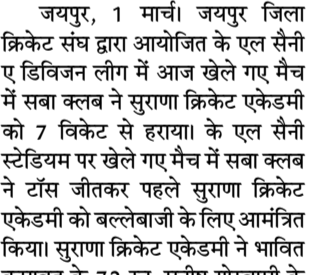 जयपुर, 1 मार्च। जयपुर जिला
क्रिकेट संघ द्वारा आयोजित के एल सैनी
ए डिविजन लीग में आज खेले गए मैच
में सबा क्लब ने सुराणा क्रिकेट एकेडमी
को 7 विकेट से हराया। के एल सैनी
स्टेडियम पर खेले गए मैच में सबा क्लब
ने टॉस जीतकर पहले सुराणा क्रिकेट
एकेडमी को बल्लेबाजी के लिए आमंत्रित
किया। सुराणा क्रिकेट एकेडमी ने भावित